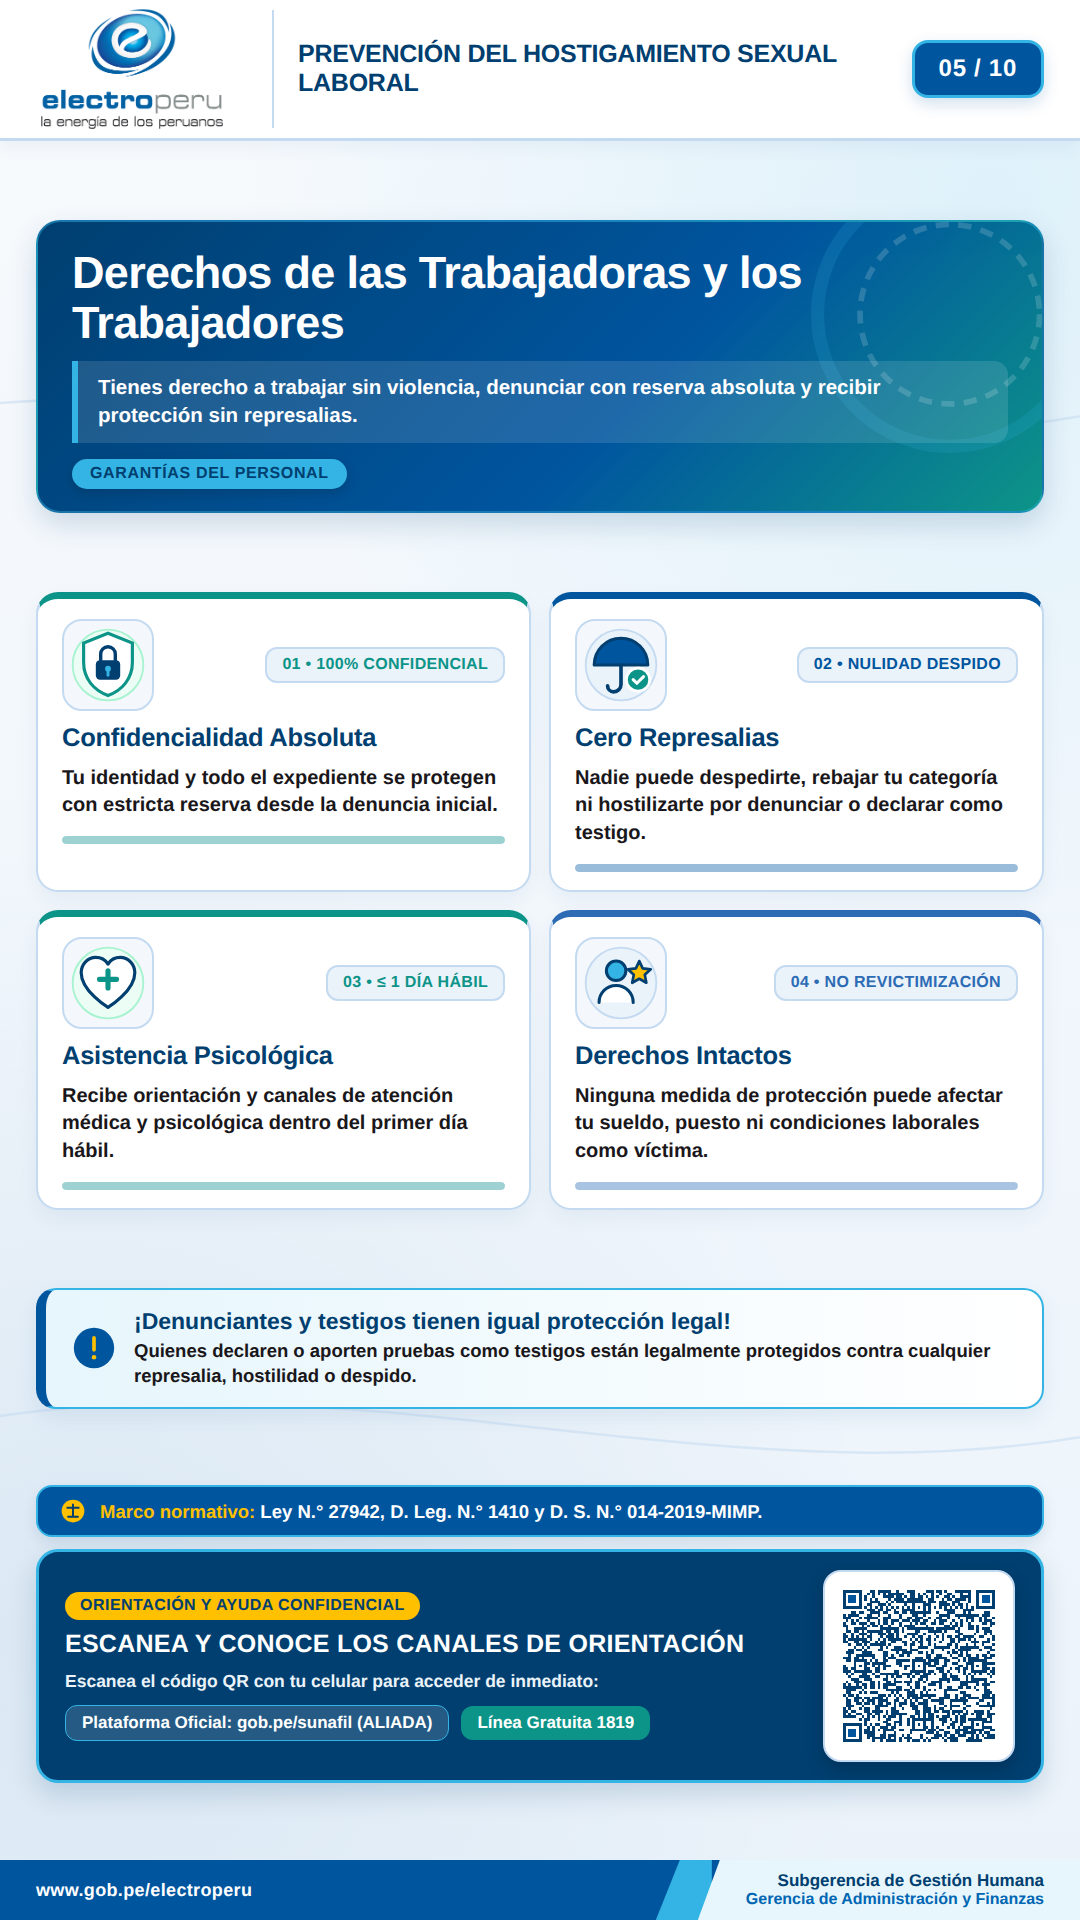 electroperu
la energía de los peruanos
PREVENCIÓN DEL HOSTIGAMIENTO SEXUAL
LABORAL
05 / 10
Derechos de las Trabajadoras y los
Trabajadores
Tienes derecho a trabajar sin violencia, denunciar con reserva absoluta y recibir
protección sin represalias.
GARANTÍAS DEL PERSONAL
01 • 100% CONFIDENCIAL
Confidencialidad Absoluta
Tu identidad y todo el expediente se protegen
con estricta reserva desde la denuncia inicial.
02 • NULIDAD DESPIDO
Cero Represalias
Nadie puede despedirte, rebajar tu categoría
ni hostilizarte por denunciar o declarar como
testigo.
03 • ≤ 1 DÍA HÁBIL
Asistencia Psicológica
Recibe orientación y canales de atención
médica y psicológica dentro del primer día
hábil.
04 • NO REVICTIMIZACIÓN
Derechos Intactos
Ninguna medida de protección puede afectar
tu sueldo, puesto ni condiciones laborales
como víctima.
¡Denunciantes y testigos tienen igual protección legal!
Quienes declaren o aporten pruebas como testigos están legalmente protegidos contra cualquier
represalia, hostilidad o despido.
Marco normativo: Ley N.° 27942, D. Leg. N.° 1410 y D. S. N.° 014-2019-MIMP.
ORIENTACIÓN Y AYUDA CONFIDENCIAL
ESCANEA Y CONOCE LOS CANALES DE ORIENTACIÓN
Escanea el código QR con tu celular para acceder de inmediato:
Plataforma Oficial: gob.pe/sunafil (ALIADA)
Línea Gratuita 1819
www.gob.pe/electroperu
Subgerencia de Gestión Humana
Gerencia de Administración y Finanzas